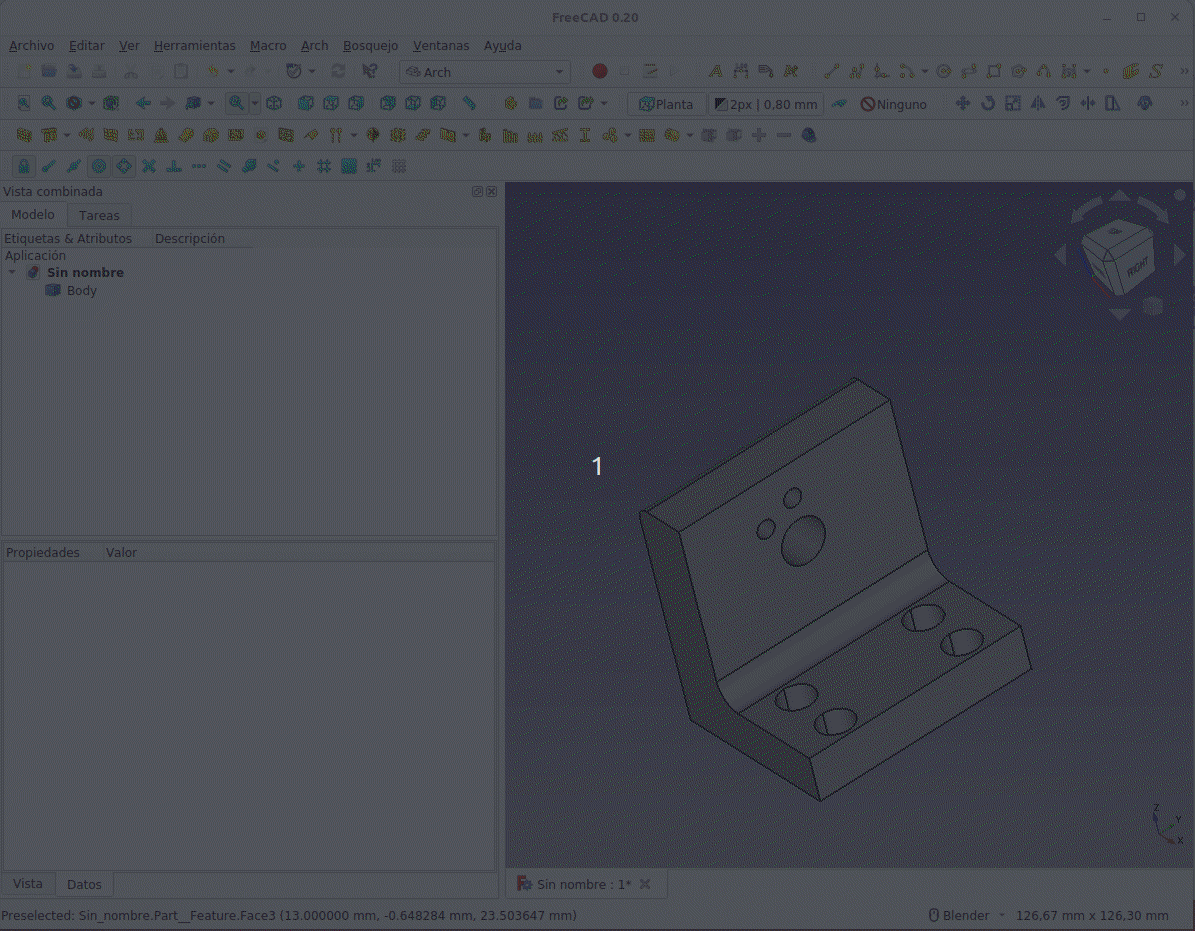 FreeCAD 0.20
Archivo Editar Ver Herramientas Macro Arch Bosquejo Ventanas Ayuda
Arch
Planta 2px | 0.80 mm Ninguno
Vista combinada
Modelo Tareas
Etiquetas & Atributos Descripción
Aplicación
Sin nombre
Body
RIGHT
1
Propiedades Valor
Z
Y
X
Vista Datos
Sin nombre : 1*
Preselected: Sin_nombre.Part__Feature.Face3 (13.000000 mm, -0.648284 mm, 23.503647 mm)
Blender 126,67 mm x 126,30 mm